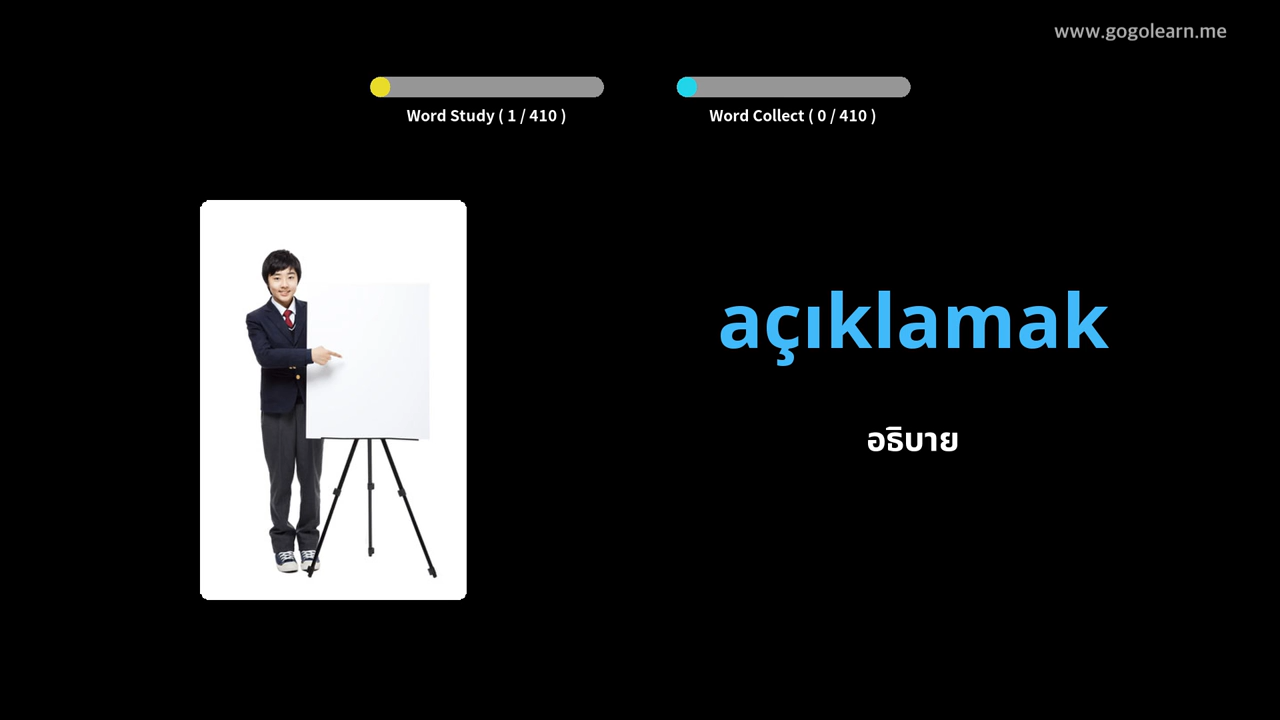 www.gogolearn.me
Word Study ( 1 / 410 )
Word Collect ( 0 / 410 )
açıklamak
อธิบาย